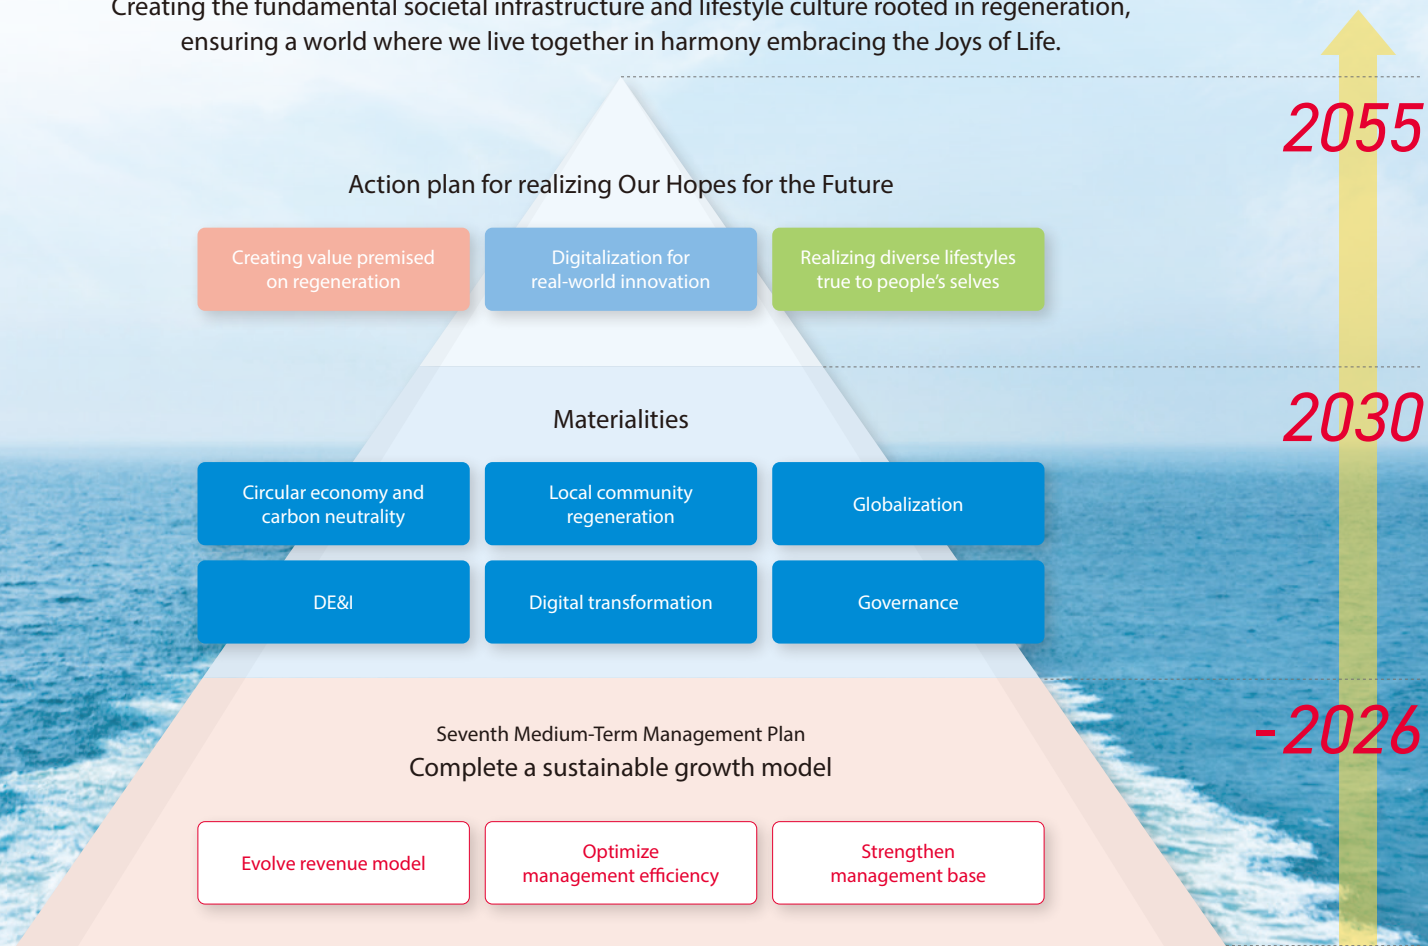 Creating the fundamental societal infrastructure and lifestyle culture rooted in regeneration,
ensuring a world where we live together in harmony embracing the Joys of Life.
2055
Action plan for realizing Our Hopes for the Future
Creating value premised
on regeneration
Digitalization for
real-world innovation
Realizing diverse lifestyles
true to people’s selves
2030
Materialities
Circular economy and
carbon neutrality
Local community
regeneration
Globalization
DE&I
Digital transformation
Governance
-2026
Seventh Medium-Term Management Plan
Complete a sustainable growth model
Evolve revenue model
Optimize
management efficiency
Strengthen
management base